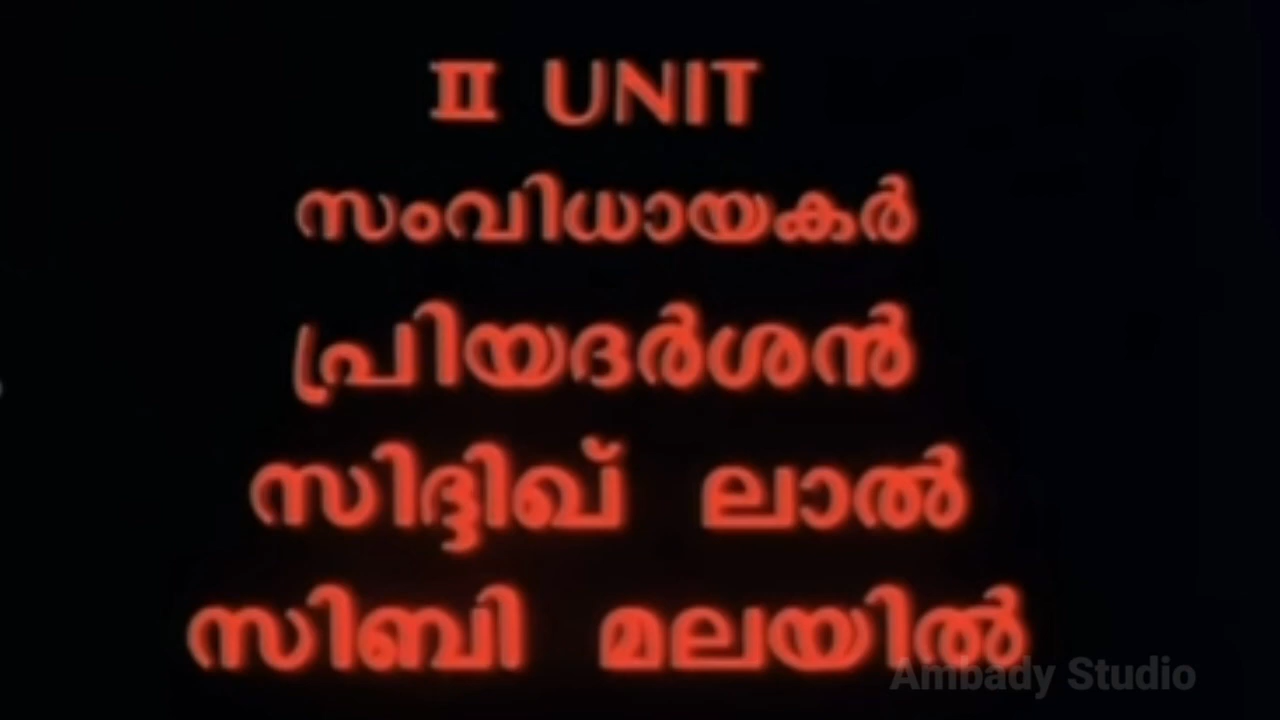 II UNIT
സംവിധായകർ
പ്രിയദർശൻ
സിദ്ദിഖ് ലാൽ
സിബി മലയിൽ
Ambady Studio